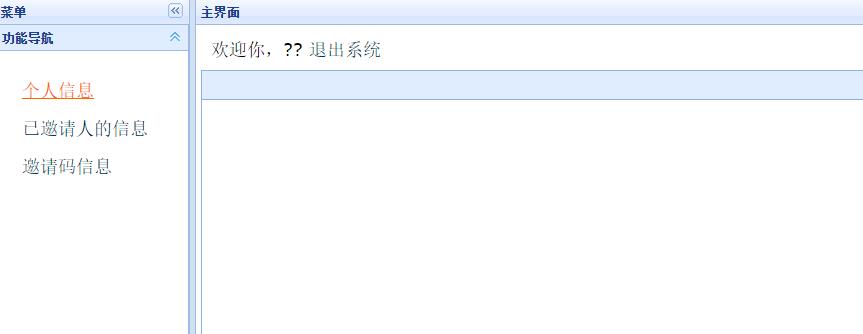 菜单
功能导航
个人信息
已邀请人的信息
邀请码信息
主界面
欢迎你，?? 退出系统